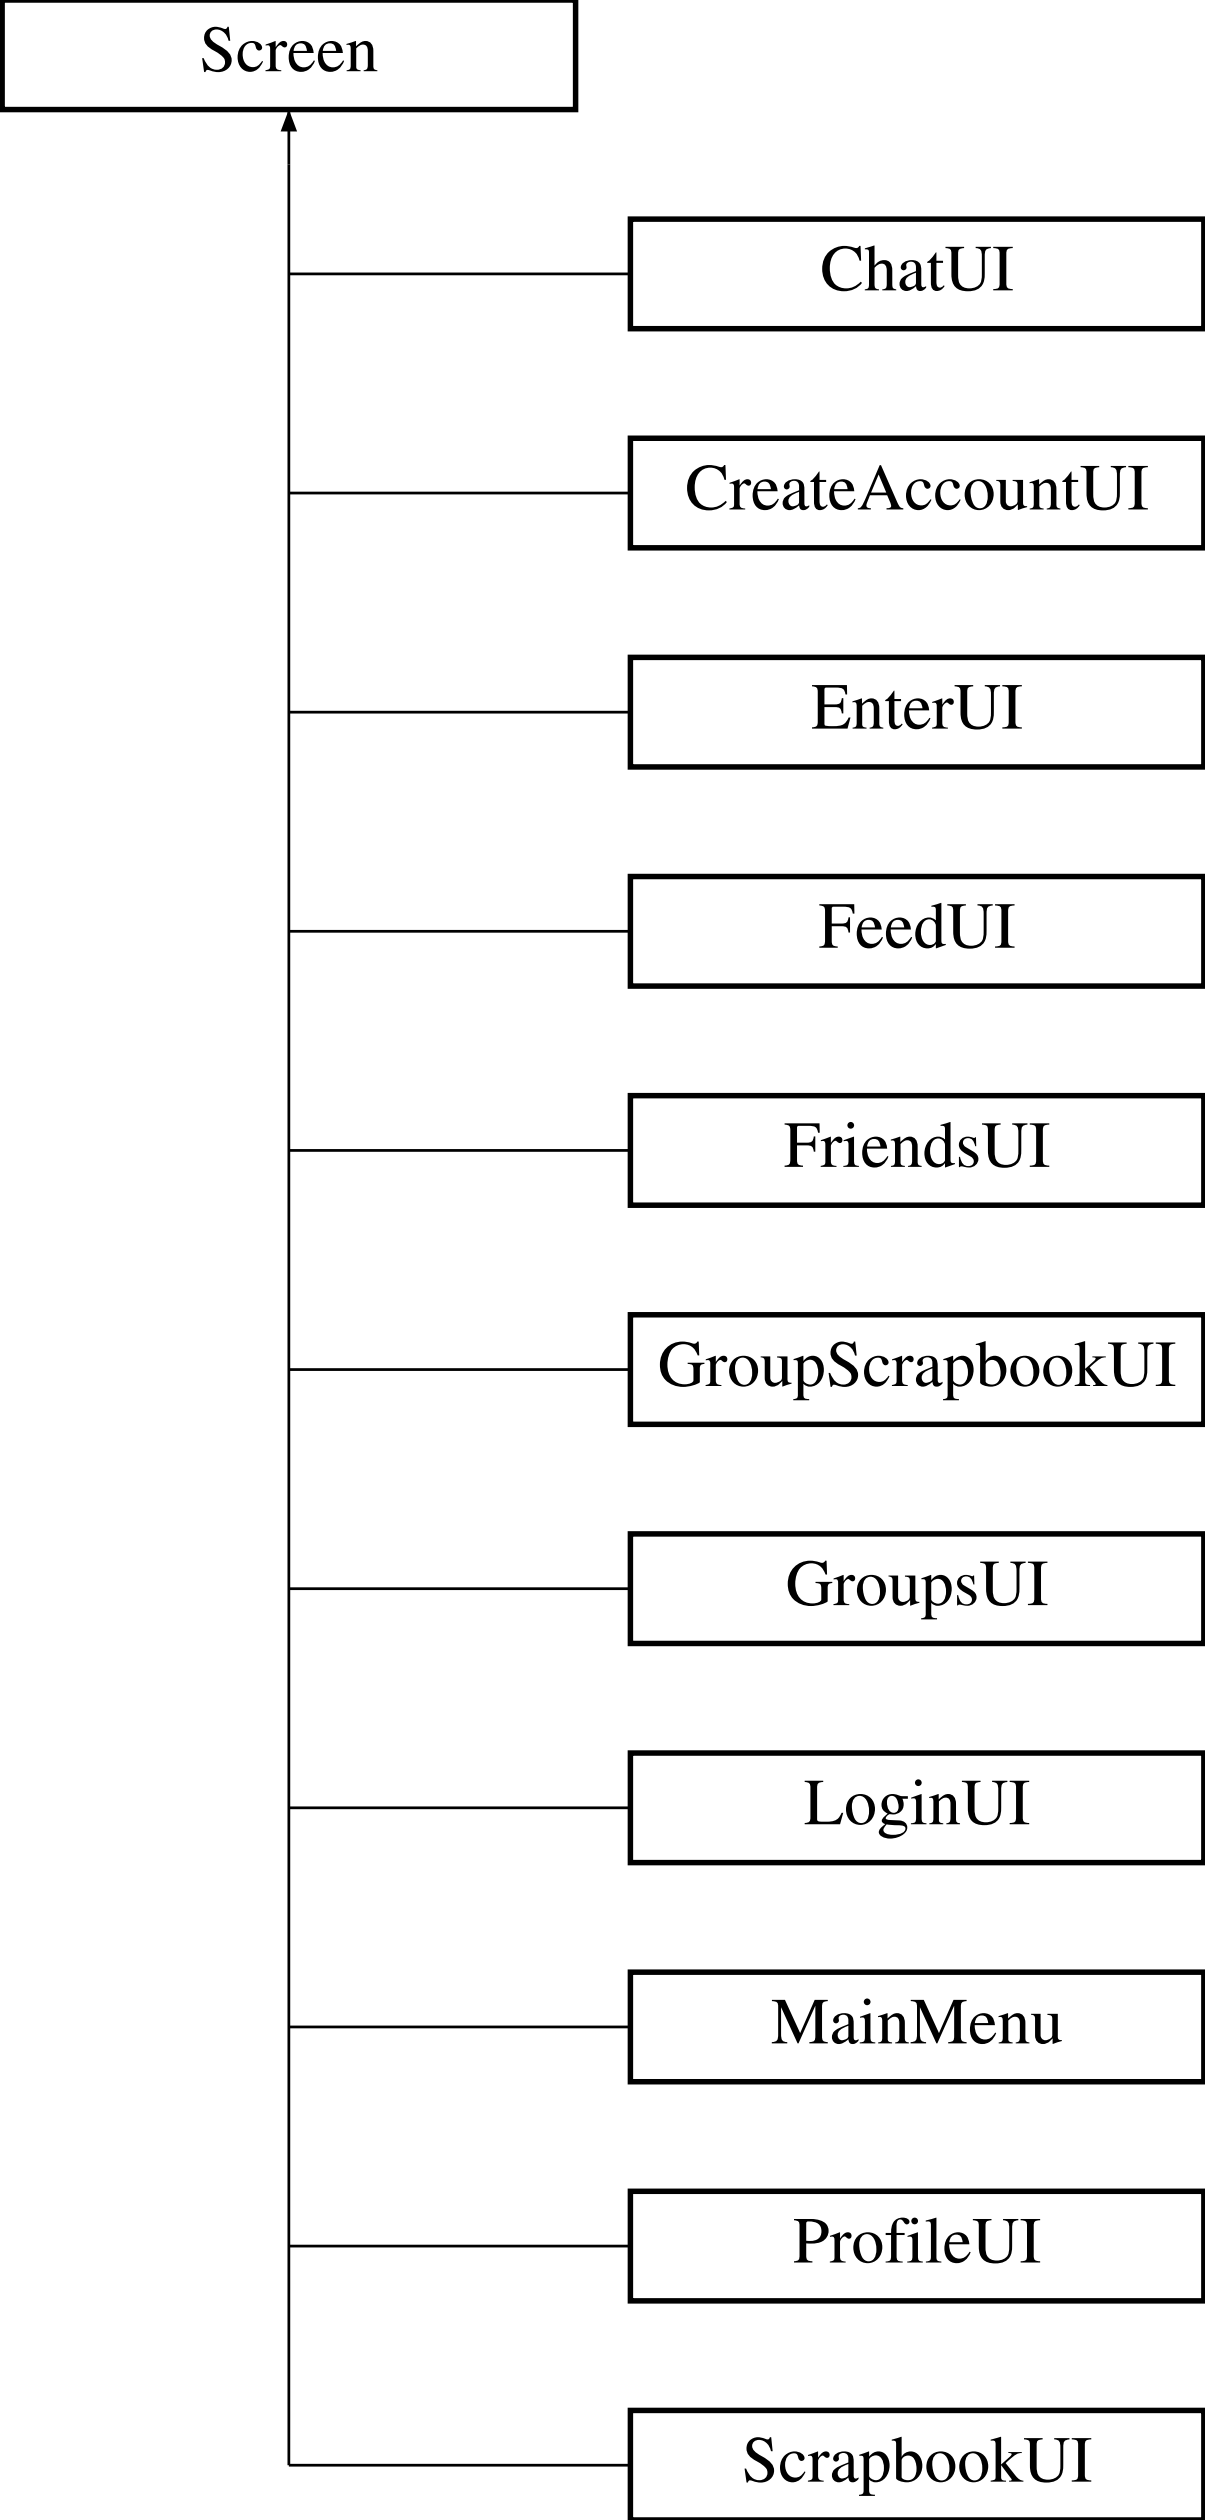 Screen
ChatUI
CreateAccountUI
EnterUI
FeedUI
FriendsUI
GroupScrapbookUI
GroupsUI
LoginUI
MainMenu
ProfileUI
ScrapbookUI